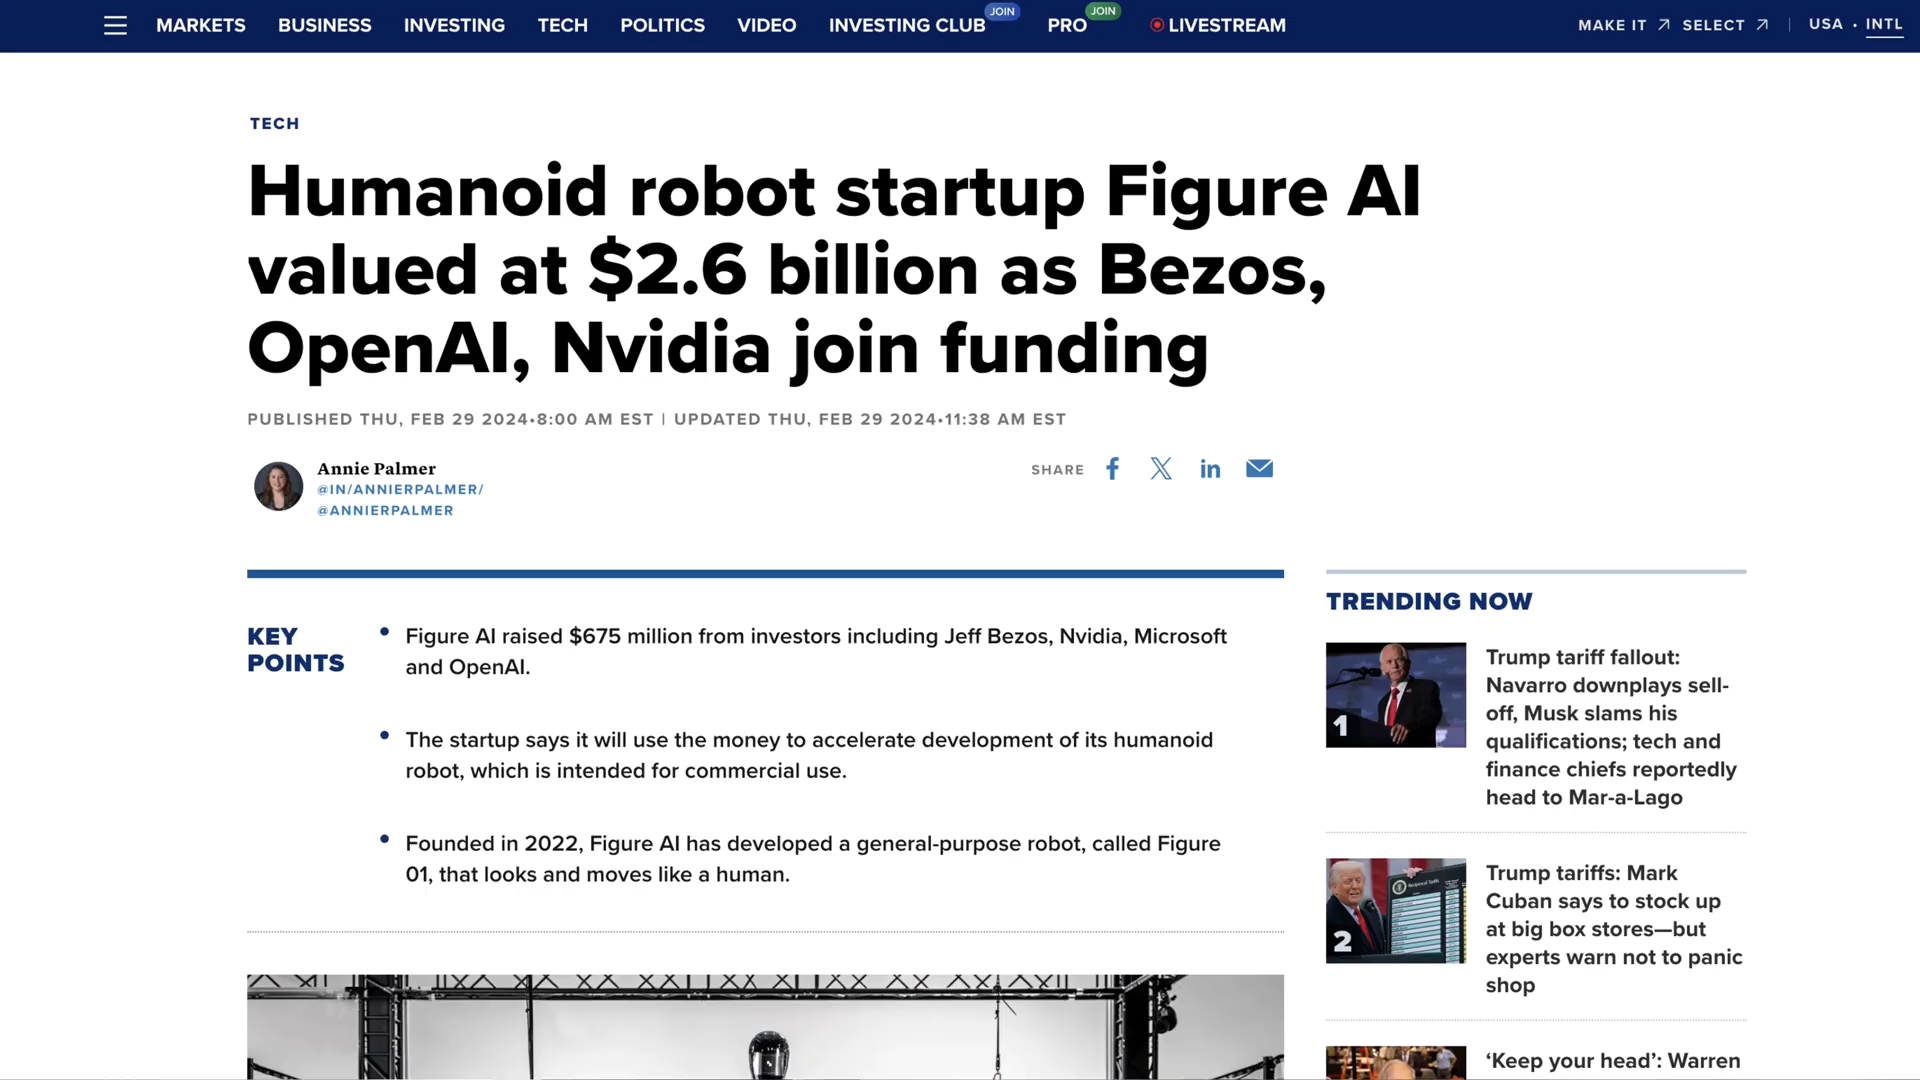 MARKETS BUSINESS INVESTING TECH POLITICS VIDEO INVESTING CLUB JOIN PRO JOIN LIVESTREAM MAKE IT SELECT USA • INTL
TECH
Humanoid robot startup Figure AI
valued at $2.6 billion as Bezos,
OpenAI, Nvidia join funding
PUBLISHED THU, FEB 29 2024•8:00 AM EST | UPDATED THU, FEB 29 2024•11:38 AM EST
Annie Palmer
@IN/ANNIERPALMER/
@ANNIERPALMER
SHARE
KEY
POINTS
• Figure AI raised $675 million from investors including Jeff Bezos, Nvidia, Microsoft
and OpenAI.
• The startup says it will use the money to accelerate development of its humanoid
robot, which is intended for commercial use.
• Founded in 2022, Figure AI has developed a general-purpose robot, called Figure
01, that looks and moves like a human.
TRENDING NOW
1
Trump tariff fallout:
Navarro downplays sell-
off, Musk slams his
qualifications; tech and
finance chiefs reportedly
head to Mar-a-Lago
2
Trump tariffs: Mark
Cuban says to stock up
at big box stores—but
experts warn not to panic
shop
‘Keep your head’: Warren